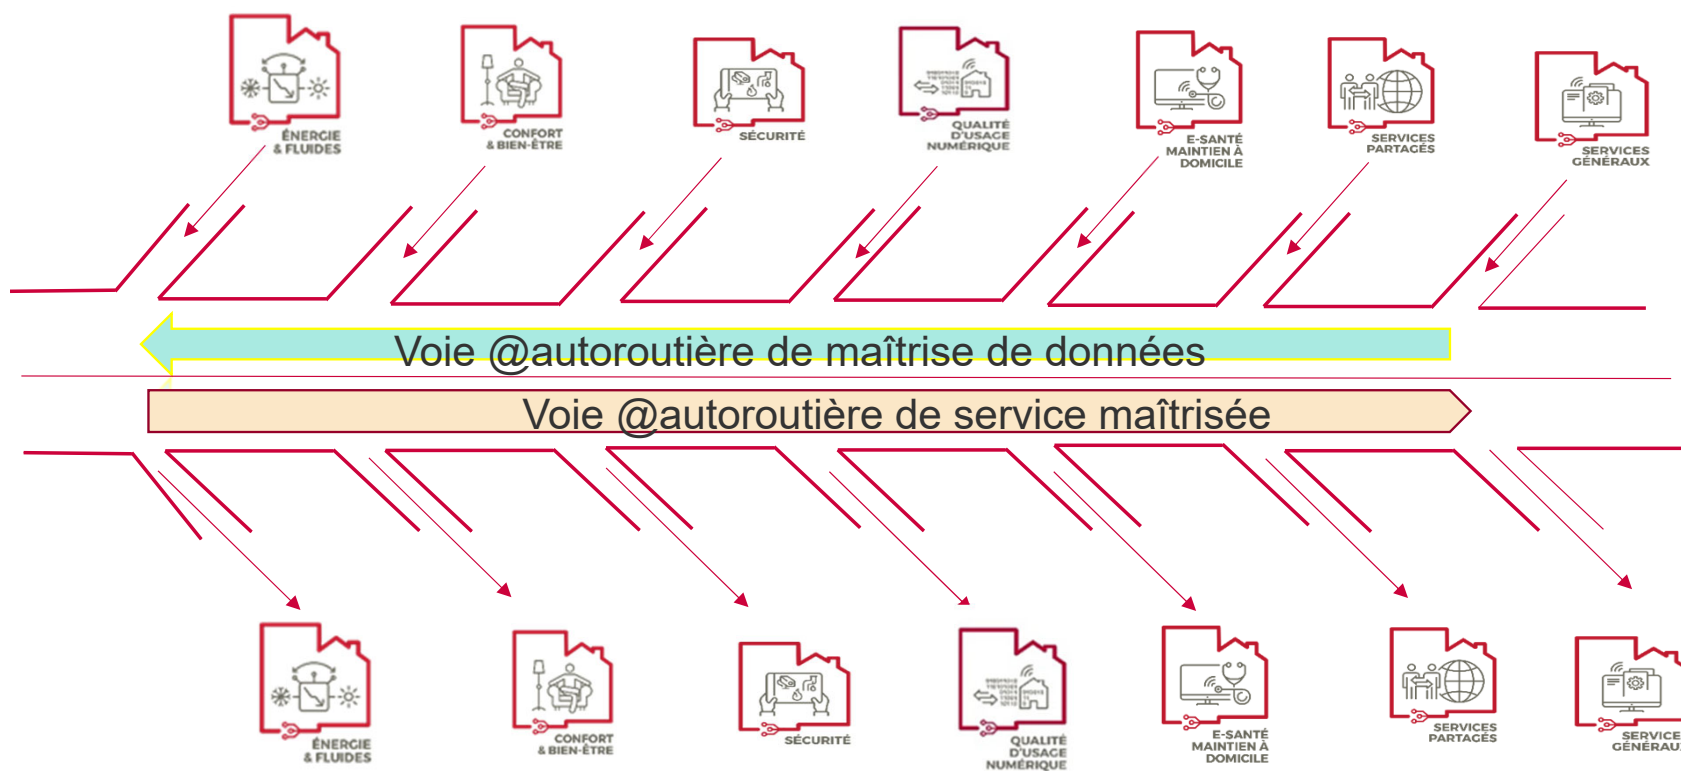 ÉNERGIE
& FLUIDES
CONFORT
& BIEN-ÊTRE
SÉCURITÉ
QUALITÉ
D'USAGE
NUMÉRIQUE
E-SANTÉ
MAINTIEN À
DOMICILE
SERVICES
PARTAGÉS
SERVICES
GÉNÉRAUX
Voie @autoroutière de maîtrise de données
Voie @autoroutière de service maîtrisée
ÉNERGIE
& FLUIDES
CONFORT
& BIEN-ÊTRE
SÉCURITÉ
QUALITÉ
D'USAGE
NUMÉRIQUE
E-SANTÉ
MAINTIEN À
DOMICILE
SERVICES
PARTAGÉS
SERVICE
GÉNÉRAUX